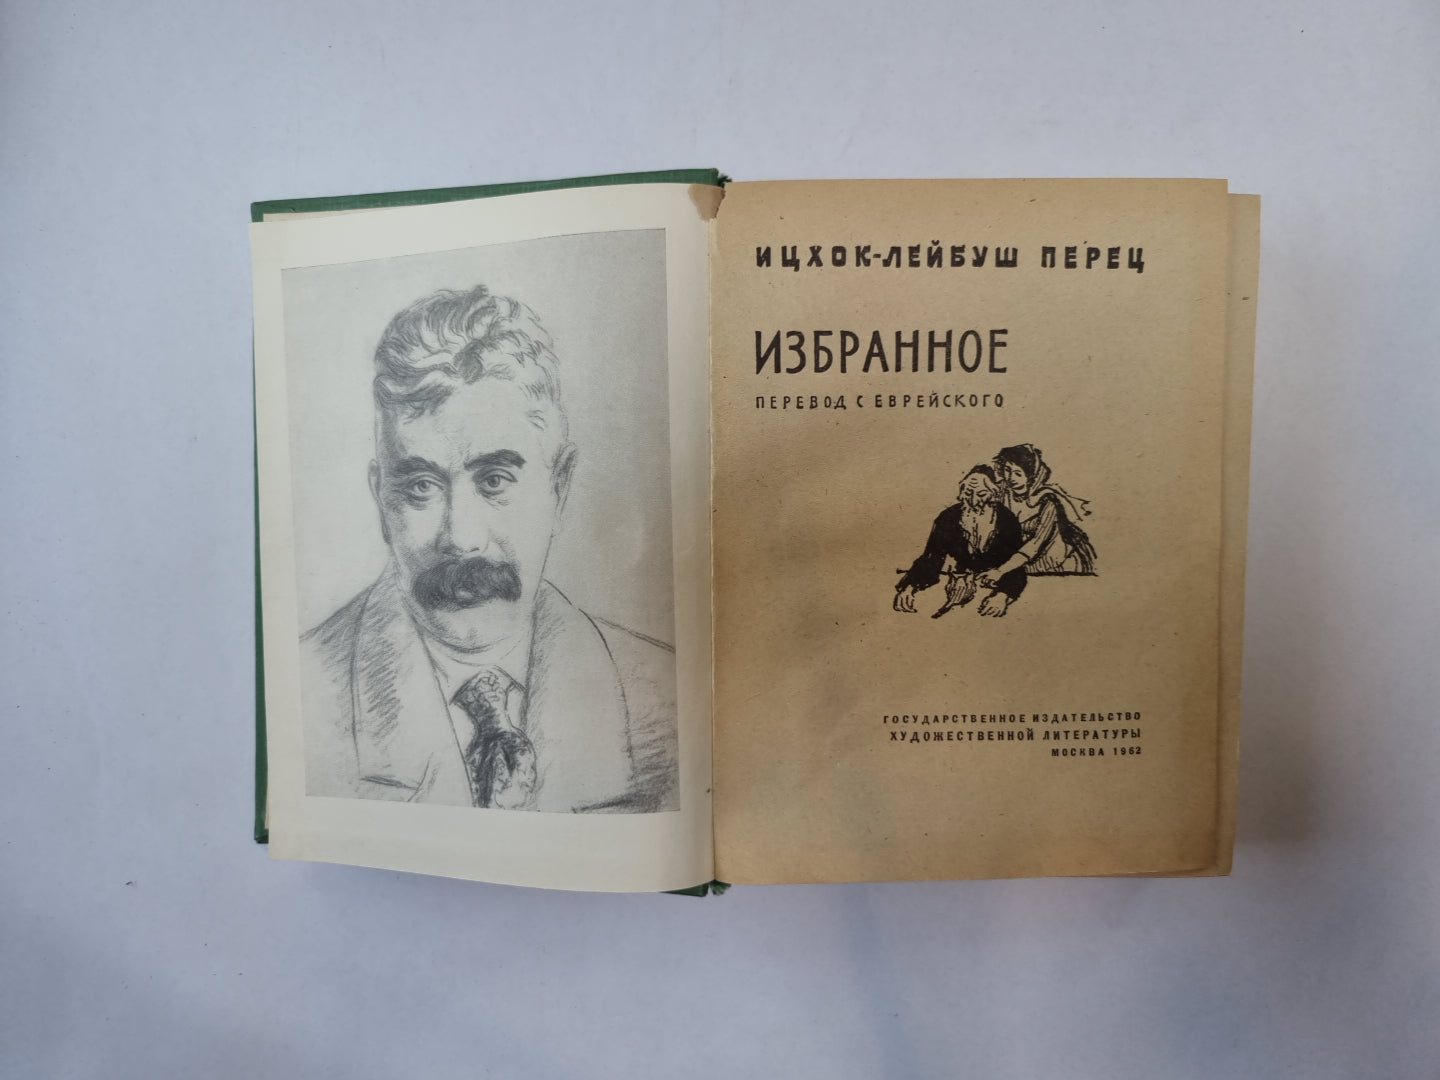 ИЦХОК-ЛЕЙБУШ ПЕРЕЦ
ИЗБРАННОЕ
ПЕРЕВОД С ЕВРЕЙСКОГО
ГОСУДАРСТВЕННОЕ ИЗДАТЕЛЬСТВО
ХУДОЖЕСТВЕННОЙ ЛИТЕРАТУРЫ
МОСКВА 1962